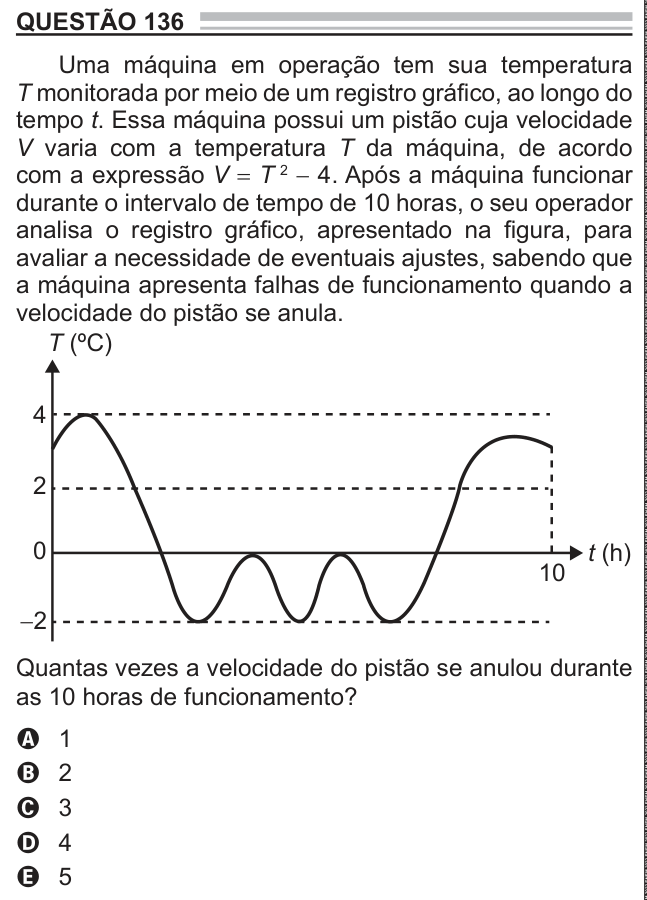 QUESTÃO 136
Uma máquina em operação tem sua temperatura
T monitorada por meio de um registro gráfico, ao longo do
tempo t. Essa máquina possui um pistão cuja velocidade
V varia com a temperatura T da máquina, de acordo
com a expressão V = T² – 4. Após a máquina funcionar
durante o intervalo de tempo de 10 horas, o seu operador
analisa o registro gráfico, apresentado na figura, para
avaliar a necessidade de eventuais ajustes, sabendo que
a máquina apresenta falhas de funcionamento quando a
velocidade do pistão se anula.
T (ºC)
4
2
0
t (h)
10
–2
Quantas vezes a velocidade do pistão se anulou durante
as 10 horas de funcionamento?
A 1
B 2
C 3
D 4
E 5